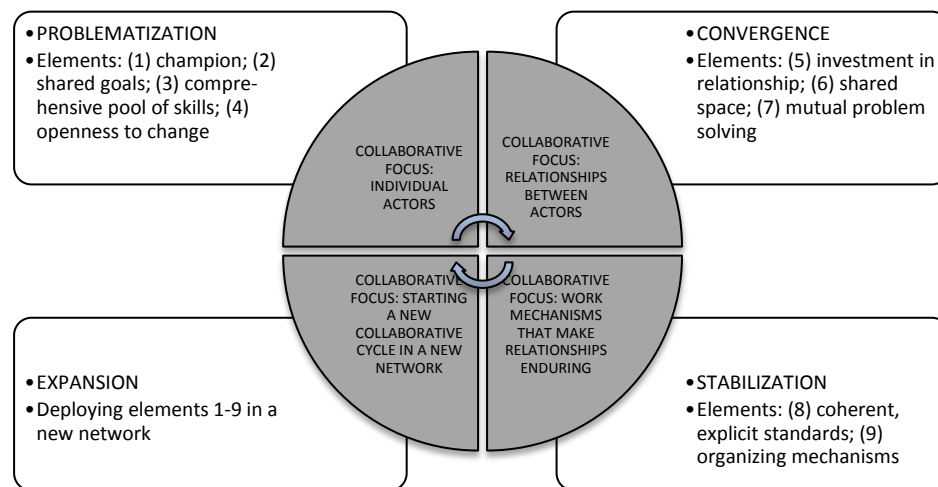 •PROBLEMATIZATION
•Elements: (1) champion; (2)
shared goals; (3) compre-
hensive pool of skills; (4)
openness to change
•CONVERGENCE
•Elements: (5) investment in
relationship; (6) shared
space; (7) mutual problem
solving
COLLABORATIVE
FOCUS:
INDIVIDUAL
ACTORS
COLLABORATIVE
FOCUS:
RELATIONSHIPS
BETWEEN
ACTORS
COLLABORATIVE
FOCUS: STARTING
A NEW
COLLABORATIVE
CYCLE IN A NEW
NETWORK
COLLABORATIVE
FOCUS: WORK
MECHANISMS
THAT MAKE
RELATIONSHIPS
ENDURING
•EXPANSION
•Deploying elements 1-9 in a
new network
•STABILIZATION
•Elements: (8) coherent,
explicit standards; (9)
organizing mechanisms